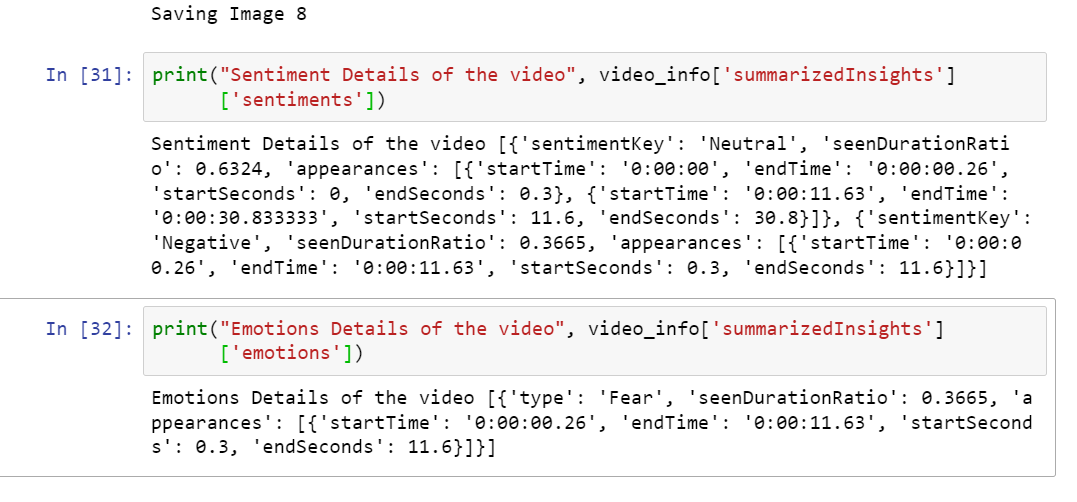 Saving Image 8
In [31]: print("Sentiment Details of the video", video_info['summarizedInsights']
['sentiments'])
Sentiment Details of the video [{'sentimentKey': 'Neutral', 'seenDurationRati
o': 0.6324, 'appearances': [{'startTime': '0:00:00', 'endTime': '0:00:00.26',
'startSeconds': 0, 'endSeconds': 0.3}, {'startTime': '0:00:11.63', 'endTime':
'0:00:30.833333', 'startSeconds': 11.6, 'endSeconds': 30.8}]}, {'sentimentKey':
'Negative', 'seenDurationRatio': 0.3665, 'appearances': [{'startTime': '0:00:0
0.26', 'endTime': '0:00:11.63', 'startSeconds': 0.3, 'endSeconds': 11.6}]}]
In [32]: print("Emotions Details of the video", video_info['summarizedInsights']
['emotions'])
Emotions Details of the video [{'type': 'Fear', 'seenDurationRatio': 0.3665, 'a
ppearances': [{'startTime': '0:00:00.26', 'endTime': '0:00:11.63', 'startSecond
s': 0.3, 'endSeconds': 11.6}]}]